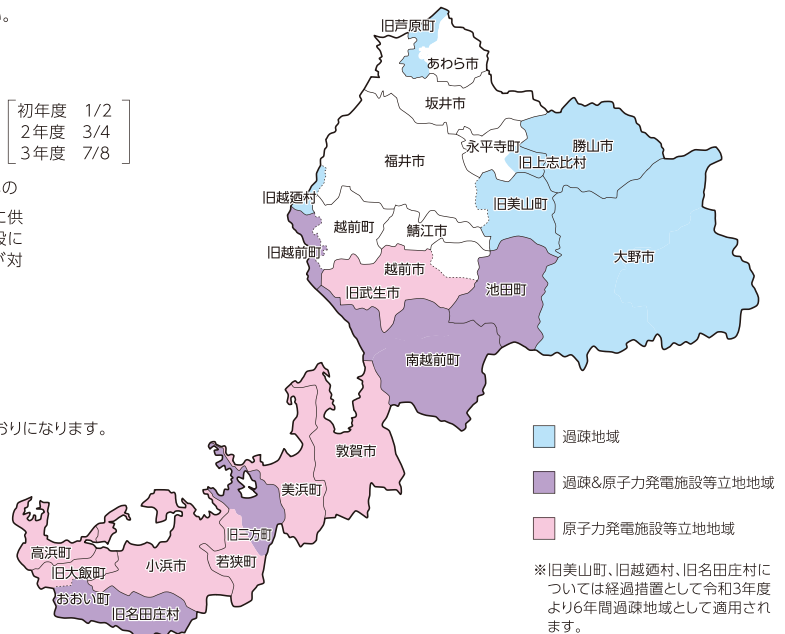 い。
初年度 1/2
2年度 3/4
3年度 7/8
の
に供
設に
が対
おりになります。
旧芦原町
あわら市
坂井市
永平寺町
勝山市
福井市
旧上志比村
旧越廼村
旧美山町
越前町
鯖江市
旧越前町
大野市
越前市
旧武生市
池田町
南越前町
敦賀市
美浜町
旧三方町
高浜町
旧大飯町
小浜市
若狭町
おおい町
旧名田庄村
過疎地域
過疎&原子力発電施設等立地地域
原子力発電施設等立地地域
※旧美山町、旧越廼村、旧名田庄村に
ついては経過措置として令和3年度
より6年間過疎地域として適用され
ます。